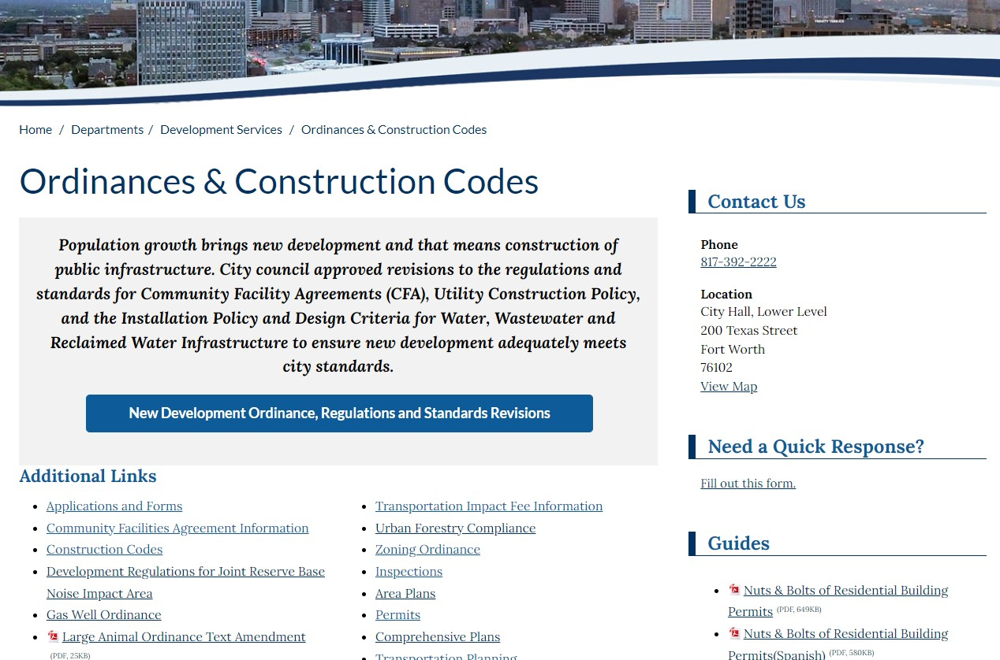 Home / Departments / Development Services / Ordinances & Construction Codes
Ordinances & Construction Codes
Population growth brings new development and that means construction of
public infrastructure. City council approved revisions to the regulations and
standards for Community Facility Agreements (CFA), Utility Construction Policy,
and the Installation Policy and Design Criteria for Water, Wastewater and
Reclaimed Water Infrastructure to ensure new development adequately meets
city standards.
New Development Ordinance, Regulations and Standards Revisions
Additional Links
Applications and Forms
Community Facilities Agreement Information
Construction Codes
Development Regulations for Joint Reserve Base
Noise Impact Area
Gas Well Ordinance
Large Animal Ordinance Text Amendment
(PDF, 25KB)
Transportation Impact Fee Information
Urban Forestry Compliance
Zoning Ordinance
Inspections
Area Plans
Permits
Comprehensive Plans
Transportation Planning
Contact Us
Phone
817-392-2222
Location
City Hall, Lower Level
200 Texas Street
Fort Worth
76102
View Map
Need a Quick Response?
Fill out this form.
Guides
Nuts & Bolts of Residential Building
Permits (PDF, 649KB)
Nuts & Bolts of Residential Building
Permits(Spanish) (PDF, 580KB)